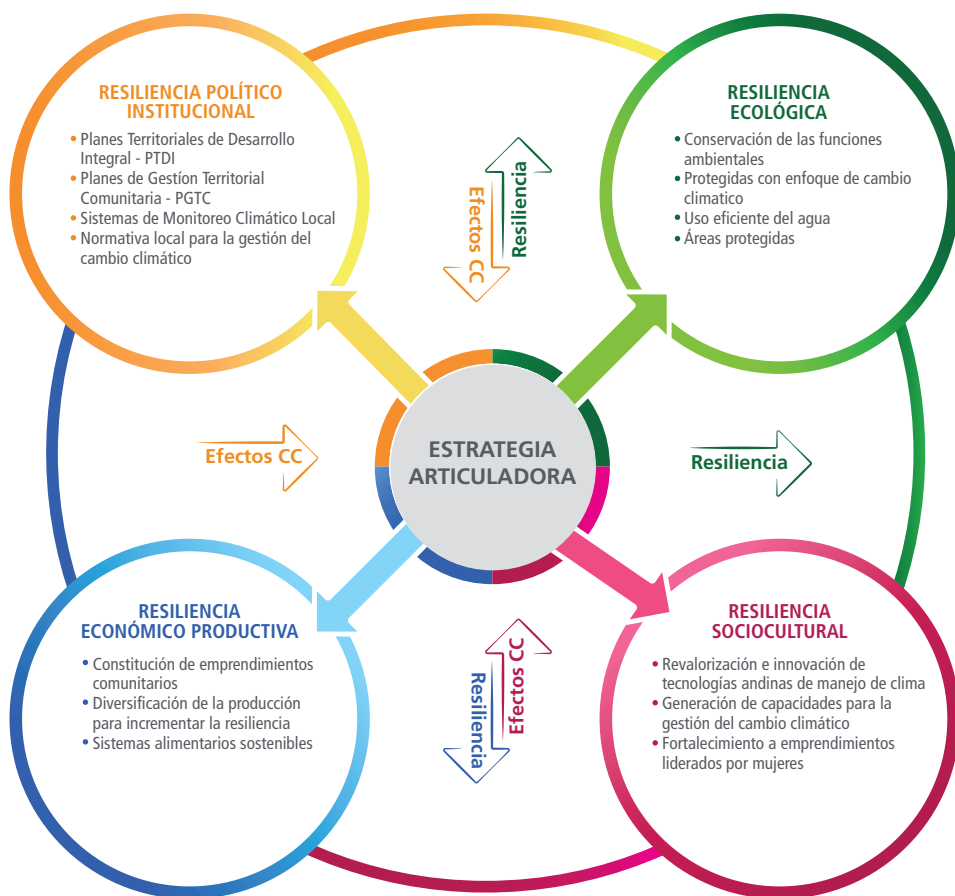 RESILIENCIA POLÍTICO
INSTITUCIONAL
• Planes Territoriales de Desarrollo
Integral - PTDI
• Planes de Gestíon Territorial
Comunitaria - PGTC
• Sistemas de Monitoreo Climático Local
• Normativa local para la gestión del
cambio climático
Efectos CC
Resiliencia
RESILIENCIA
ECOLÓGICA
• Conservación de las funciones
ambientales
• Protegidas con enfoque de cambio
climatico
• Uso eficiente del agua
• Áreas protegidas
Efectos CC
ESTRATEGIA
ARTICULADORA
Resiliencia
RESILIENCIA
ECONÓMICO PRODUCTIVA
• Constitución de emprendimientos
comunitarios
• Diversificación de la producción
para incrementar la resiliencia
• Sistemas alimentarios sostenibles
Resiliencia
Efectos CC
RESILIENCIA
SOCIOCULTURAL
• Revalorización e innovación de
tecnologías andinas de manejo de clima
• Generación de capacidades para la
gestión del cambio climático
• Fortalecimiento a emprendimientos
liderados por mujeres